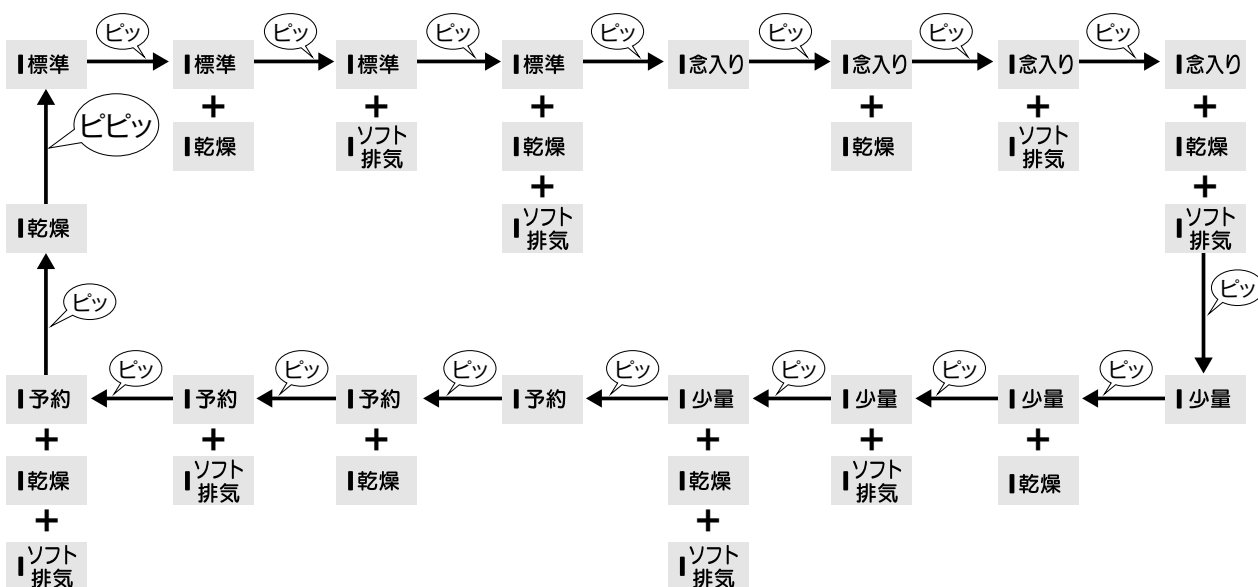 標準
ピッ
標準
+
乾燥
ピッ
標準
+
ソフト
排気
ピッ
標準
+
乾燥
+
ソフト
排気
ピッ
念入り
ピッ
念入り
+
乾燥
ピッ
念入り
+
ソフト
排気
ピッ
念入り
+
乾燥
+
ソフト
排気
ピッ
少量
ピッ
少量
+
乾燥
ピッ
少量
+
ソフト
排気
ピッ
少量
+
乾燥
+
ソフト
排気
ピッ
予約
ピッ
予約
+
乾燥
ピッ
予約
+
ソフト
排気
ピッ
予約
+
乾燥
+
ソフト
排気
ピッ
乾燥
ピピッ